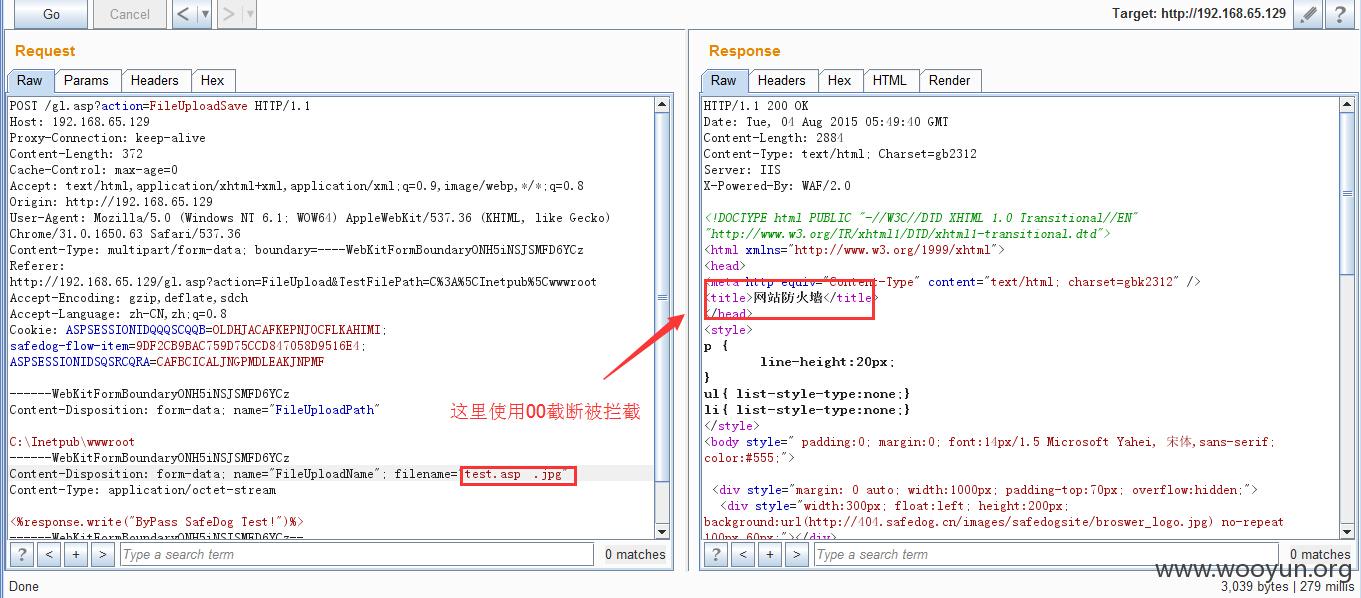 Go
Cancel
<
>
Target: http://192.168.65.129
?
Request
Raw
Params
Headers
Hex
POST /gl.asp?action=FileUploadSave HTTP/1.1
Host: 192.168.65.129
Proxy-Connection: keep-alive
Content-Length: 372
Cache-Control: max-age=0
Accept: text/html,application/xhtml+xml,application/xml;q=0.9,image/webp,*/*;q=0.8
Origin: http://192.168.65.129
User-Agent: Mozilla/5.0 (Windows NT 6.1; WOW64) AppleWebKit/537.36 (KHTML, like Gecko)
Chrome/31.0.1650.63 Safari/537.36
Content-Type: multipart/form-data; boundary=----WebKitFormBoundaryONH5iNSJSMFD6YCz
Referer:
http://192.168.65.129/gl.asp?action=FileUpload&TestFilePath=C%3A%5CInetpub%5Cwwwroot
Accept-Encoding: gzip,deflate,sdch
Accept-Language: zh-CN,zh;q=0.8
Cookie: ASPSESSIONIDQQQSCQQB=OLDHJACAFKEPNJOCFLKAHIMI;
safedog-flow-item=9DF2CB9BAC759D75CCD847058D9516E4;
ASPSESSIONIDSQSRCQRA=CAFBCICALJNGPMDLEAKJNPMF
------WebKitFormBoundaryONH5iNSJSMFD6YCz
Content-Disposition: form-data; name="FileUploadPath"
C:\Inetpub\wwwroot
------WebKitFormBoundaryONH5iNSJSMFD6YCz
Content-Disposition: form-data; name="FileUploadName"; filename="test.asp .jpg"
Content-Type: application/octet-stream
<%response.write("ByPass SafeDog Test!")%>
------WebKitFormBoundaryONH5iNSJSMFD6YCz--
这里使用00截断被拦截
? < + > Type a search term 0 matches
Response
Raw
Headers
Hex
HTML
Render
HTTP/1.1 200 OK
Date: Tue, 04 Aug 2015 05:49:40 GMT
Content-Length: 2884
Content-Type: text/html; Charset=gb2312
Server: IIS
X-Powered-By: WAF/2.0
<!DOCTYPE html PUBLIC "-//W3C//DTD XHTML 1.0 Transitional//EN"
"http://www.w3.org/TR/xhtml1/DTD/xhtml1-transitional.dtd">
<html xmlns="http://www.w3.org/1999/xhtml">
<head>
<meta http-equiv="Content-Type" content="text/html; charset=gbk2312" />
<title>网站防火墙</title>
</head>
<style>
p {
line-height:20px;
}
ul{ list-style-type:none;}
li{ list-style-type:none;}
</style>
<body style=" padding:0; margin:0; font:14px/1.5 Microsoft Yahei, 宋体,sans-serif;
color:#555;">
<div style="margin: 0 auto; width:1000px; padding-top:70px; overflow:hidden;">
<div style="width:300px; float:left; height:200px;
background:url(http://404.safedog.cn/images/safedogsite/broswer_logo.jpg) no-repeat
100px 60px;"></div>
? < + > Type a search term 0 matches
www.wooyun.org
Done
3,039 bytes | 279 millis